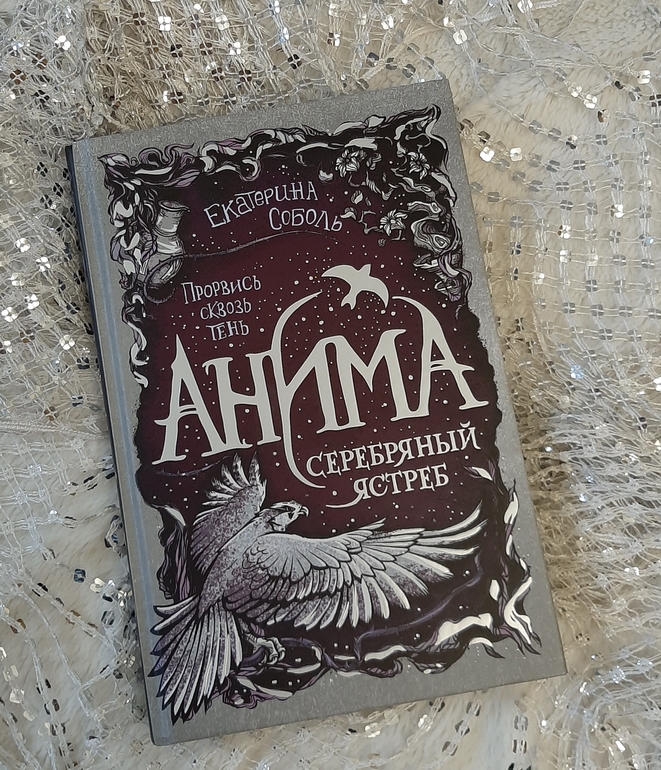 Екатерина
Соболь
Прорвись
сквозь
тень
АНИМА
СЕРЕБРЯНЫЙ
ЯСТРЕБ